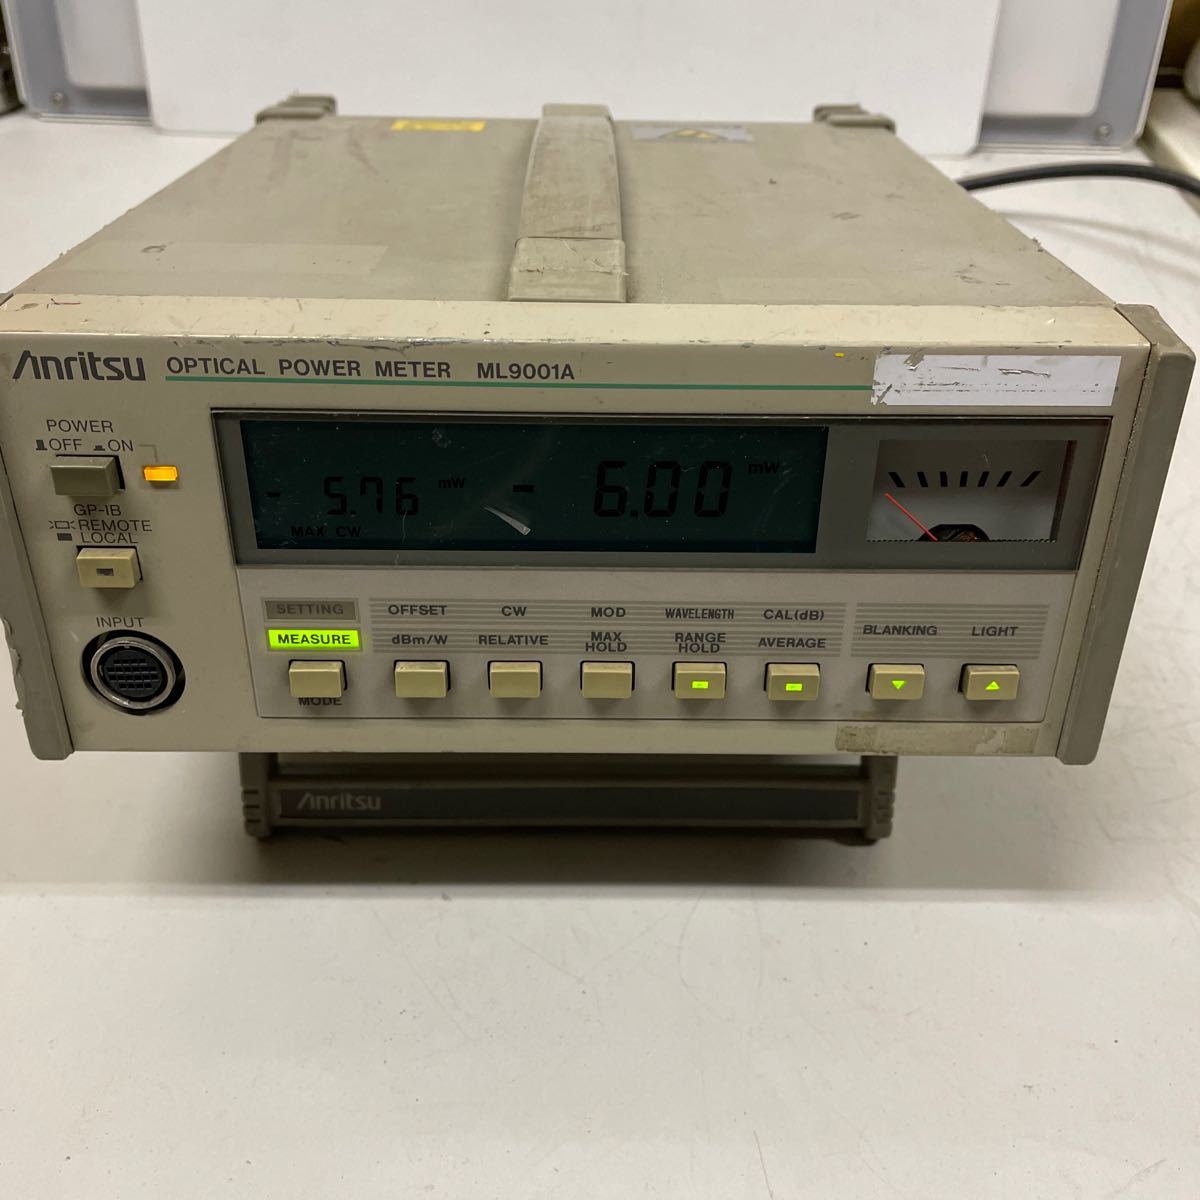 Anritsu OPTICAL POWER METER ML9001A
POWER
OFF ON
GP-IB
REMOTE
LOCAL
INPUT
- 5.76 mW - 6.00 mW
MAX CW
SETTING OFFSET CW MOD WAVELENGTH CAL(dB)
MEASURE dBm/W RELATIVE MAX HOLD RANGE HOLD AVERAGE BLANKING LIGHT
MODE
Anritsu